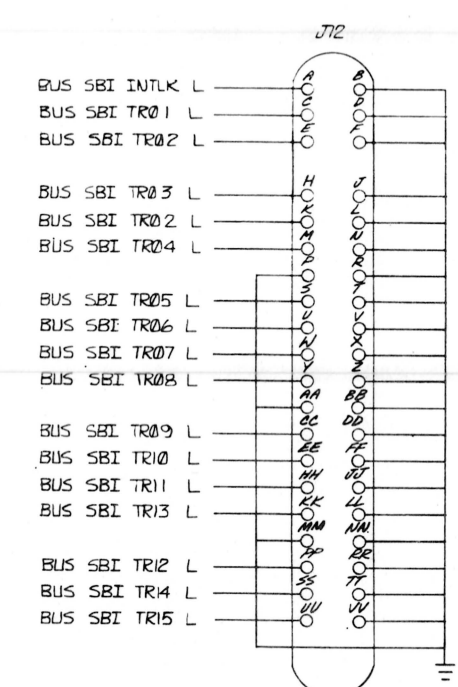 J12
A B
BUS SBI INTLK L
C D
BUS SBI TR01 L
E F
BUS SBI TR02 L
H J
BUS SBI TR03 L
K L
BUS SBI TR02 L
M N
BUS SBI TR04 L
P R
S T
BUS SBI TR05 L
U V
BUS SBI TR06 L
W X
BUS SBI TR07 L
Y Z
BUS SBI TR08 L
AA BB
CC DD
BUS SBI TR09 L
EE FF
BUS SBI TR10 L
HH JJ
BUS SBI TR11 L
KK LL
BUS SBI TR13 L
MM NN
PP RR
BUS SBI TR12 L
SS TT
BUS SBI TR14 L
UU VV
BUS SBI TR15 L